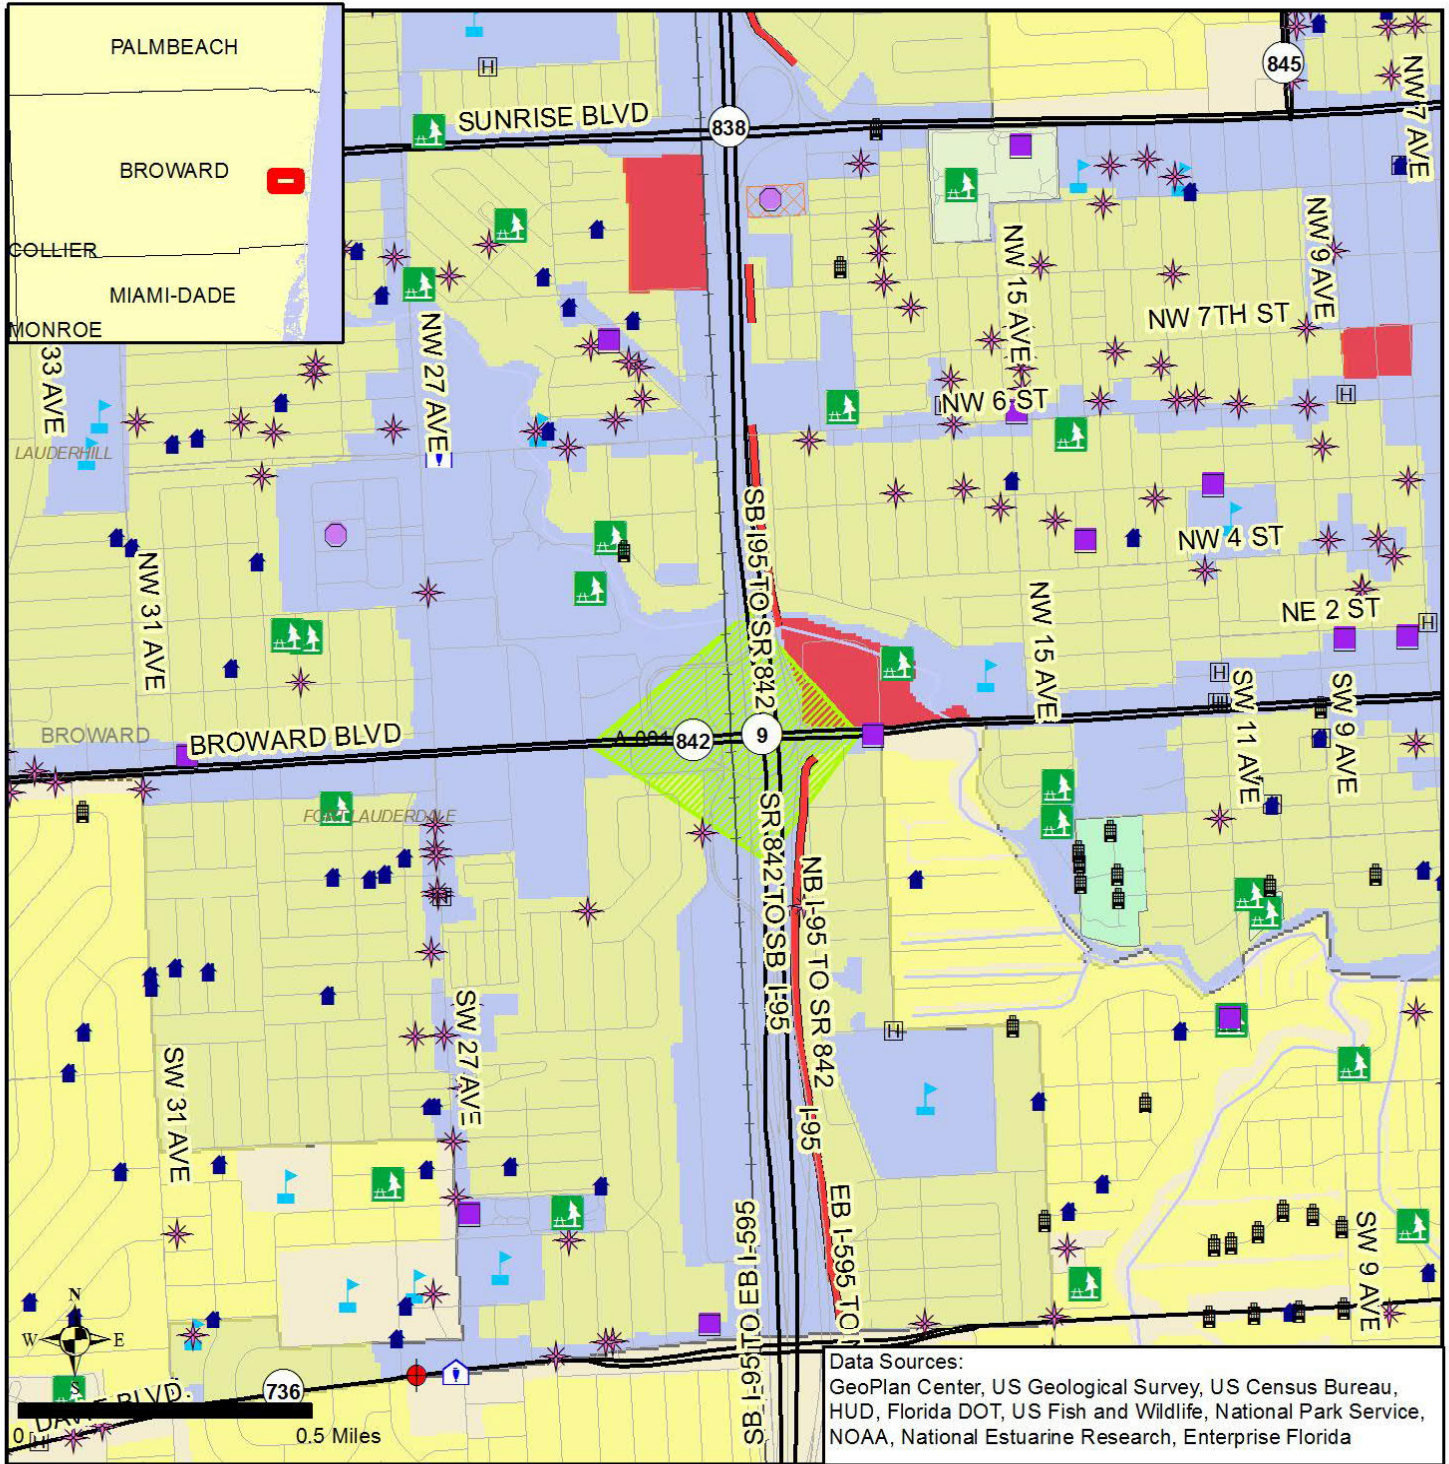 PALMBEACH
BROWARD
COLLIER
MIAMI-DADE
MONROE
H
SUNRISE BLVD
838
845
NW 7 AVE
33 AVE
NW 27 AVE
NW 15 AVE
NW 9 AVE
NW 7TH ST
NW 6 ST
H
LAUDERHILL
SB I95 TO SR 842
NW 4 ST
NW 31 AVE
NW 15 AVE
NE 2 ST
H
H
SW 11 AVE
SW 9 AVE
BROWARD
BROWARD BLVD
842
9
FORT LAUDERDALE
SR 842 TO SB I-95
NB I-95 TO SR 842
SW 27 AVE
SW 31 AVE
H
I-95
SB I-95 TO EB I-595
EB I-595 TO N
SW 9 AVE
N
W E
S
736
DAVIE BLVD.
0 0.5 Miles
H
Data Sources:
GeoPlan Center, US Geological Survey, US Census Bureau,
HUD, Florida DOT, US Fish and Wildlife, National Park Service,
NOAA, National Estuarine Research, Enterprise Florida